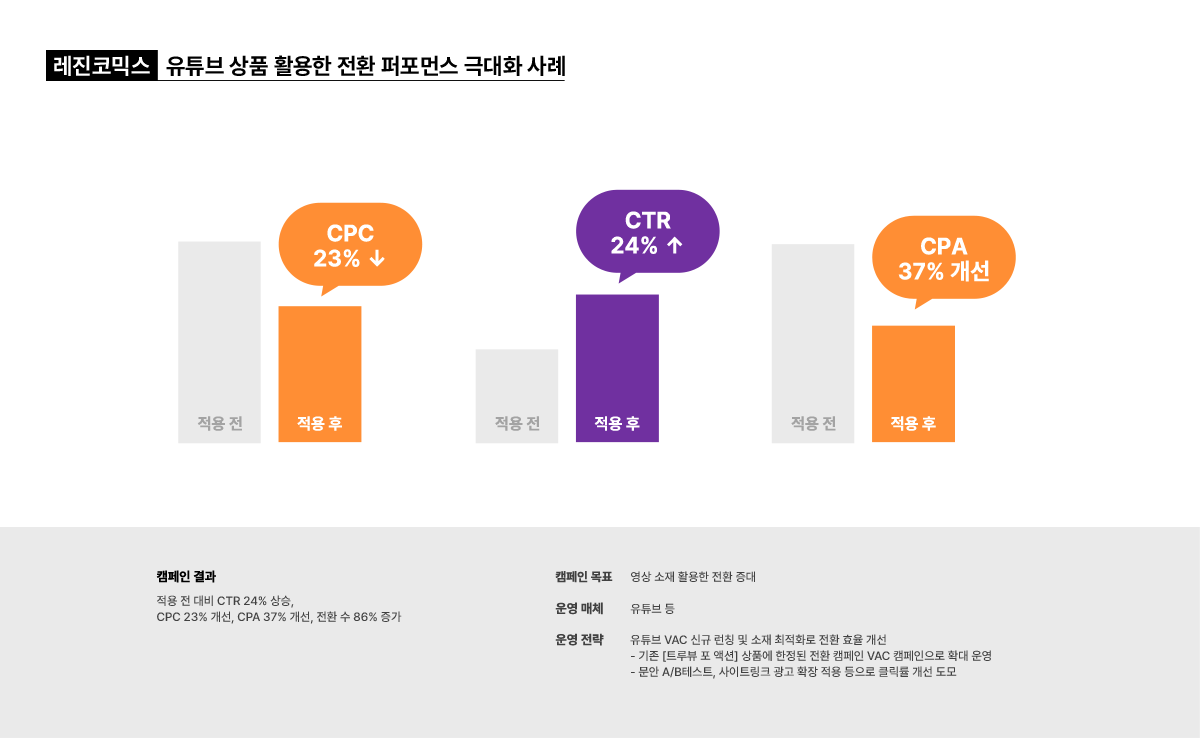 레진코믹스 유튜브 상품 활용한 전환 퍼포먼스 극대화 사례
CPC
23% ↓
적용 전
적용 후
CTR
24% ↑
적용 전
적용 후
CPA
37% 개선
적용 전
적용 후
캠페인 결과
적용 전 대비 CTR 24% 상승,
CPC 23% 개선, CPA 37% 개선, 전환 수 86% 증가
캠페인 목표 영상 소재 활용한 전환 증대
운영 매체 유튜브 등
운영 전략 유튜브 VAC 신규 런칭 및 소재 최적화로 전환 효율 개선
- 기존 [트루뷰 포 액션] 상품에 한정된 전환 캠페인 VAC 캠페인으로 확대 운영
- 문안 A/B테스트, 사이트링크 광고 확장 적용 등으로 클릭률 개선 도모